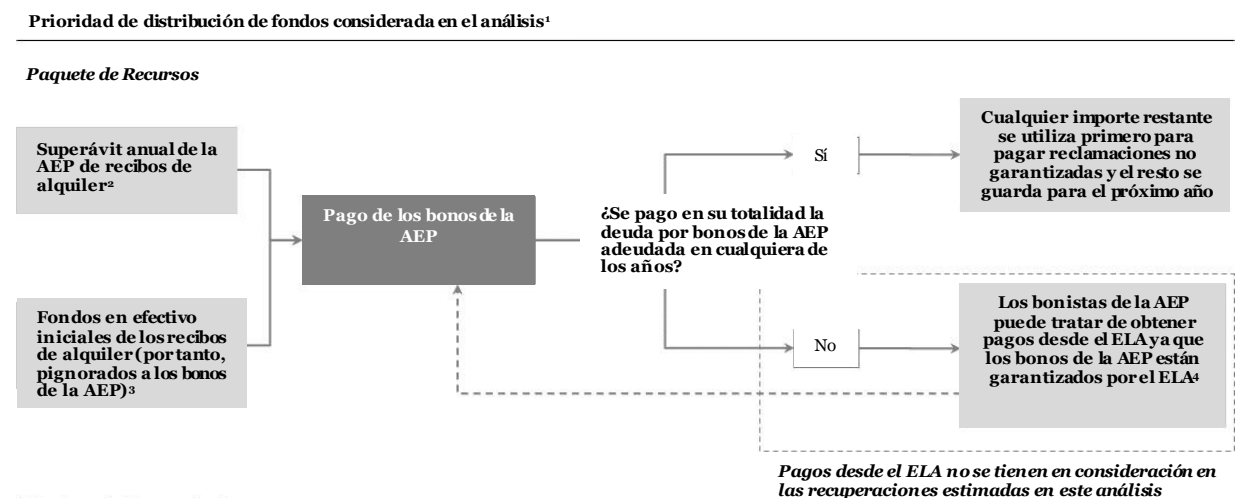 Prioridad de distribución de fondos considerada en el análisis¹
Paquete de Recursos
Superávit anual de la
AEP de recibos de
alquiler²
Fondos en efectivo
iniciales de los recibos
de alquiler (por tanto,
pignorados a los bonos
de la AEP)³
Pago de los bonos de la
AEP
¿Se pago en su totalidad la
deuda por bonos de la AEP
adeudada en cualquiera de
los años?
Sí
Cualquier importe restante
se utiliza primero para
pagar reclamaciones no
garantizadas y el resto se
guarda para el próximo año
No
Los bonistas de la AEP
puede tratar de obtener
pagos desde el ELA ya que
los bonos de la AEP están
garantizados por el ELA⁴
Pagos desde el ELA no se tienen en consideración en
las recuperaciones estimadas en este análisis